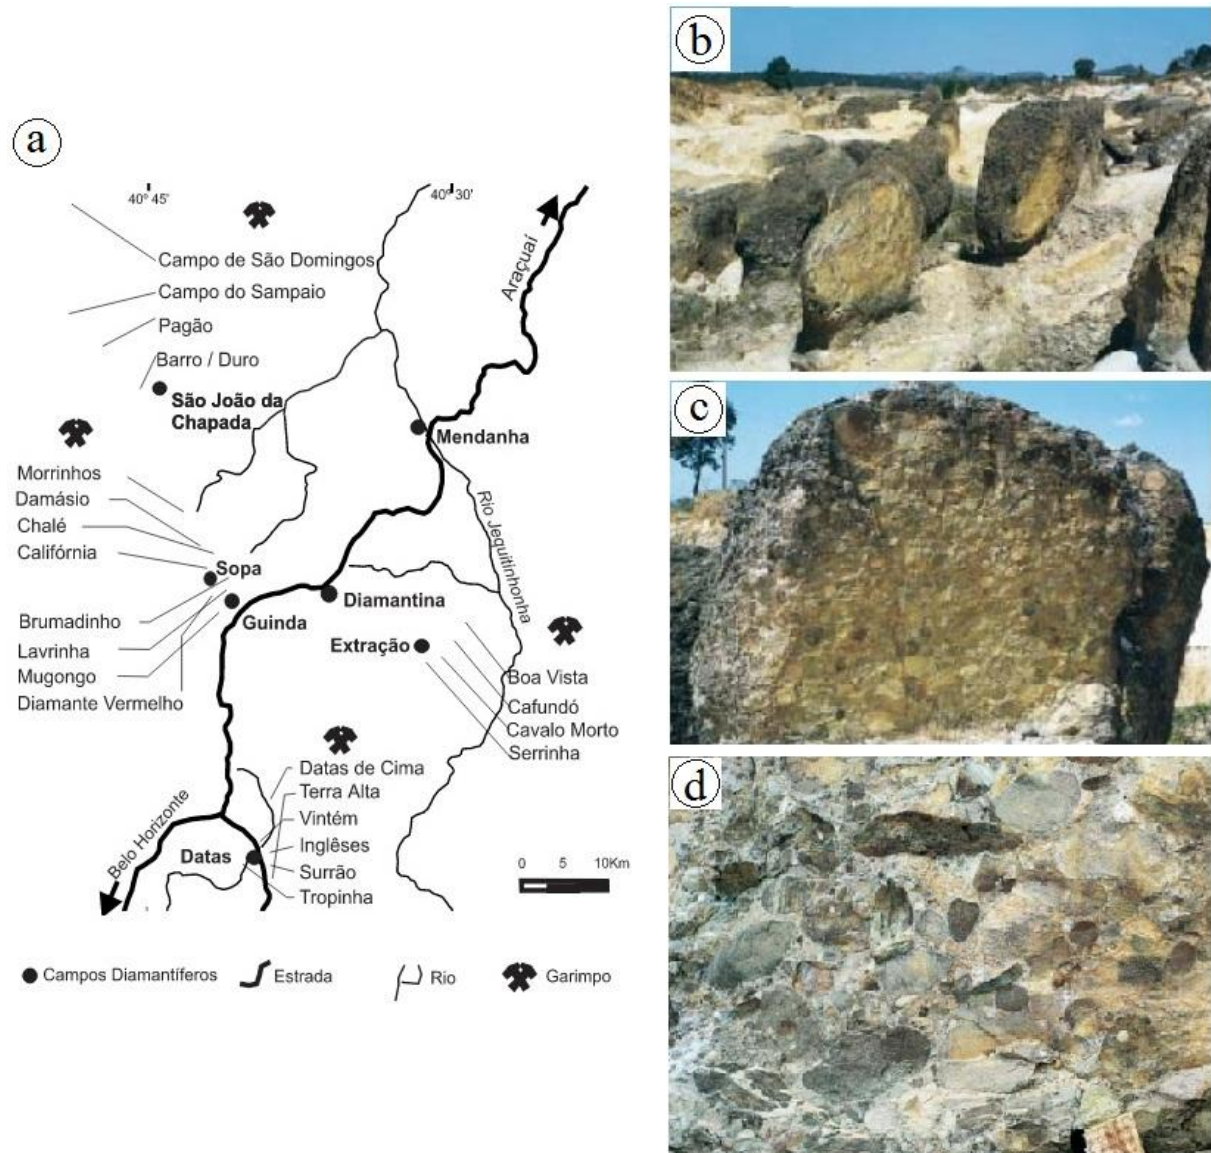 a
40º 45'
40º 30'
Araçuaí
Campo de São Domingos
Campo do Sampaio
Pagão
Barro / Duro
São João da
Chapada
Mendanha
Morrinhos
Damásio
Chalé
Califórnia
Sopa
Rio Jequitinhonha
Brumadinho
Lavrinha
Mugongo
Diamante Vermelho
Guinda
Diamantina
Extração
Boa Vista
Cafundó
Cavalo Morto
Serrinha
Datas de Cima
Terra Alta
Vintém
Inglêses
Surrão
Tropinha
Datas
Belo Horizonte
0 5 10Km
Campos Diamantíferos
Estrada
Rio
Garimpo
b
c
d